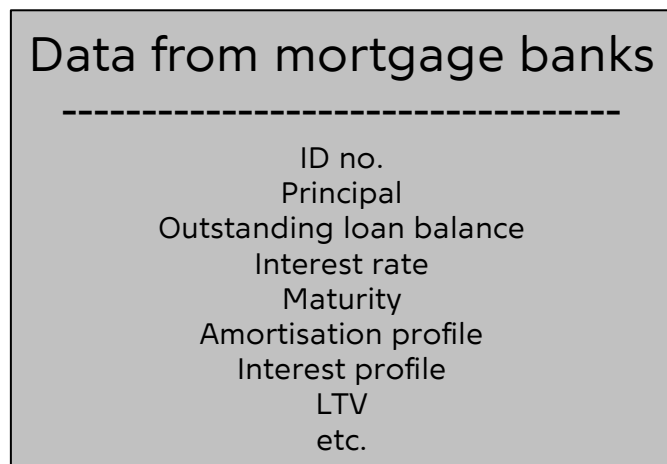 Data from mortgage banks
------------------------------------
ID no.
Principal
Outstanding loan balance
Interest rate
Maturity
Amortisation profile
Interest profile
LTV
etc.